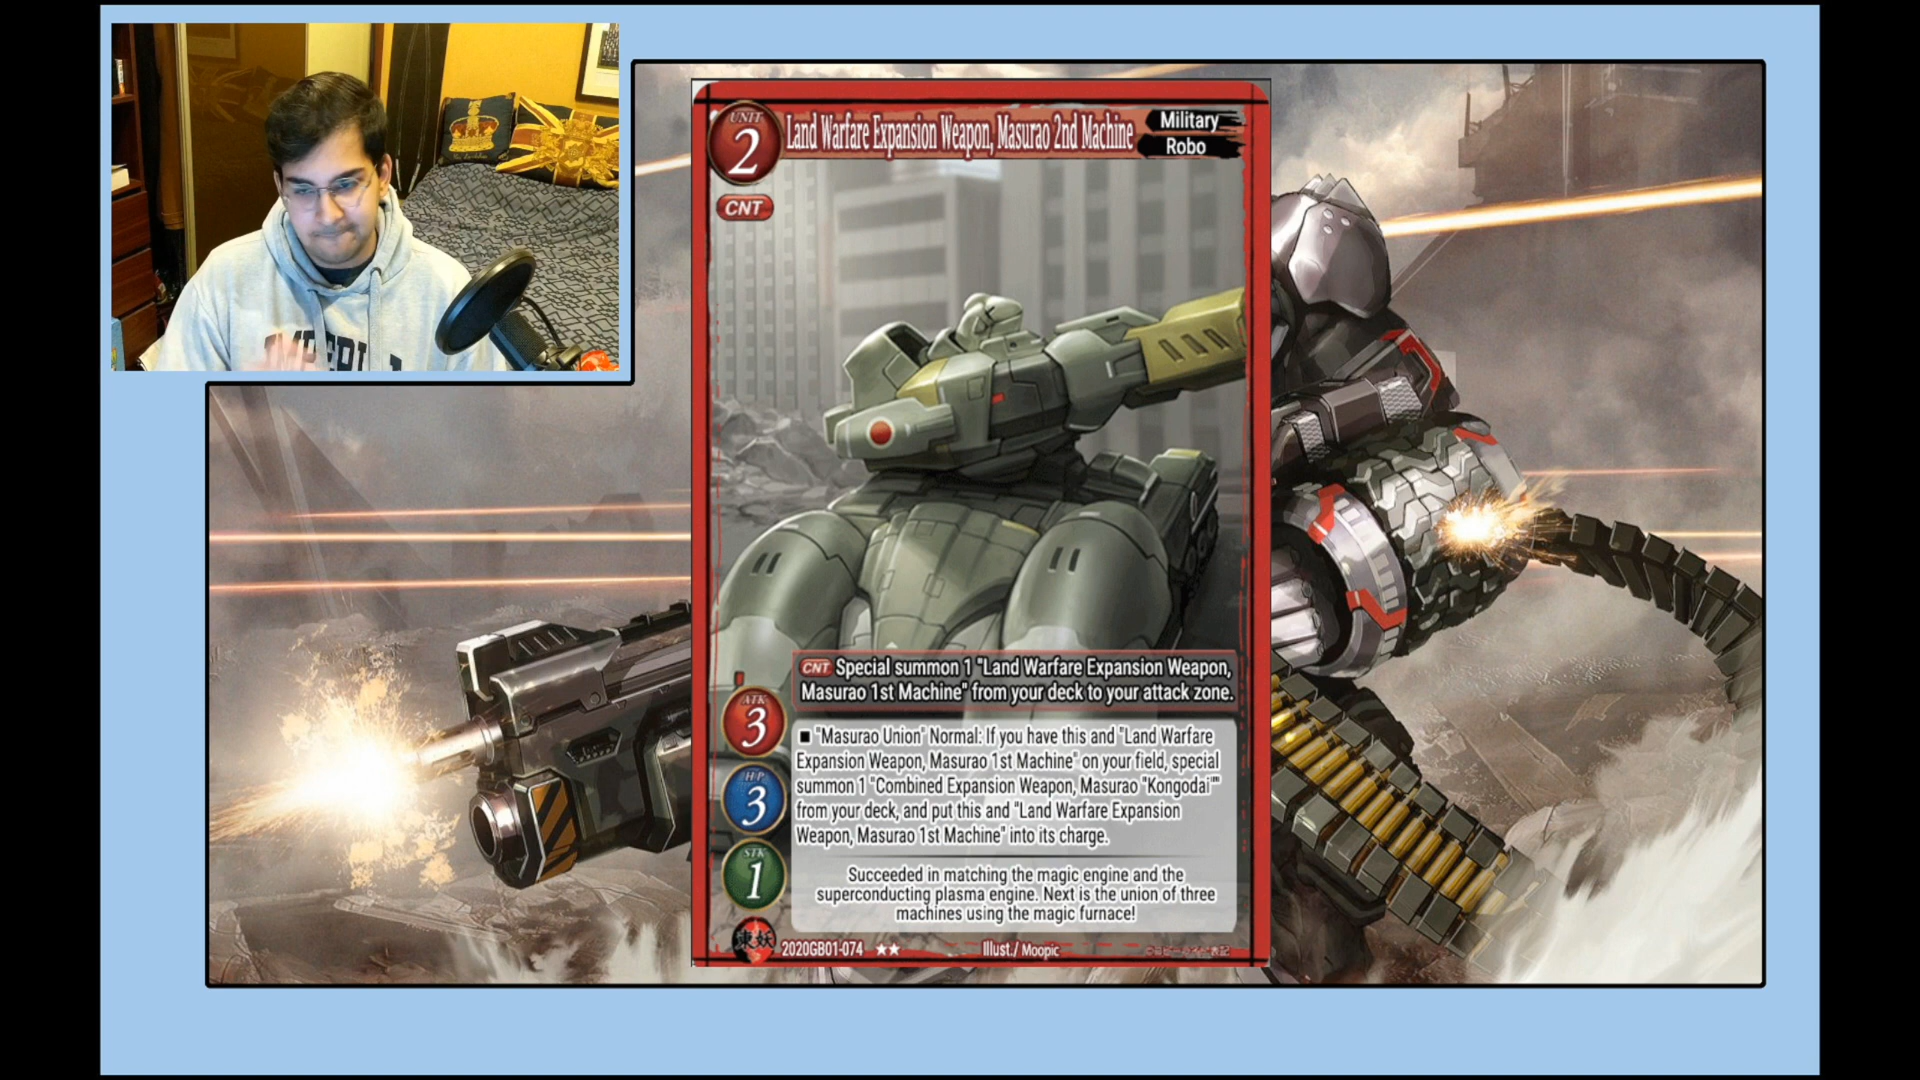 UNIT
2
Land Warfare Expansion Weapon, Masurao 2nd Machine
Military
Robo
CNT
CNT Special summon 1 "Land Warfare Expansion Weapon,
Masurao 1st Machine" from your deck to your attack zone.
ATK
3
■ "Masurao Union" Normal: If you have this and "Land Warfare
Expansion Weapon, Masurao 1st Machine" on your field, special
summon 1 "Combined Expansion Weapon, Masurao "Kongodai""
from your deck, and put this and "Land Warfare Expansion
Weapon, Masurao 1st Machine" into its charge.
HP
3
STK
1
Succeeded in matching the magic engine and the
superconducting plasma engine. Next is the union of three
machines using the magic furnace!
東妖
2020GB01-074 ★★ Illust./ Moopic